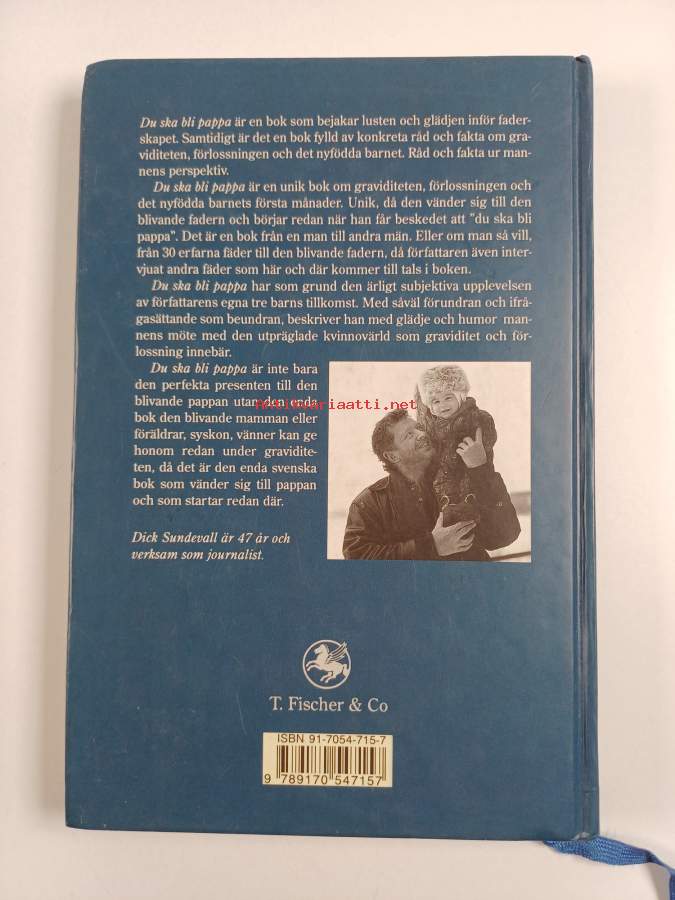 Du ska bli pappa är en bok som bejakar lusten och glädjen inför fader-
skapet. Samtidigt är det en bok fylld av konkreta råd och fakta om gra-
viditeten, förlossningen och det nyfödda barnet. Råd och fakta ur man-
nens perspektiv.
Du ska bli pappa är en unik bok om graviditeten, förlossningen och
det nyfödda barnets första månader. Unik, då den vänder sig till den
blivande fadern och börjar redan när han får beskedet att "du ska bli
pappa". Det är en bok från en man till andra män. Eller om man så vill,
från 30 erfarna fäder till den blivande fadern, då författaren även inter-
vjuat andra fäder som här och där kommer till tals i boken.
Du ska bli pappa har som grund den ärligt subjektiva upplevelsen
av författarens egna tre barns tillkomst. Med såväl förundran och ifrå-
gasättande som beundran, beskriver han med glädje och humor man-
nens möte med den utpräglade kvinnovärld som graviditet och för-
lossning innebär.
Du ska bli pappa är inte bara
den perfekta presenten till den
blivande pappan utan den enda
bok den blivande mamman eller
föräldrar, syskon, vänner kan ge
honom redan under gravidite-
ten, då det är den enda svenska
bok som vänder sig till pappan
och som startar redan där.
antikvariaatti.net
Dick Sundevall är 47 år och
verksam som journalist.
T. Fischer & Co
ISBN 91-7054-715-7
9 789170 547157